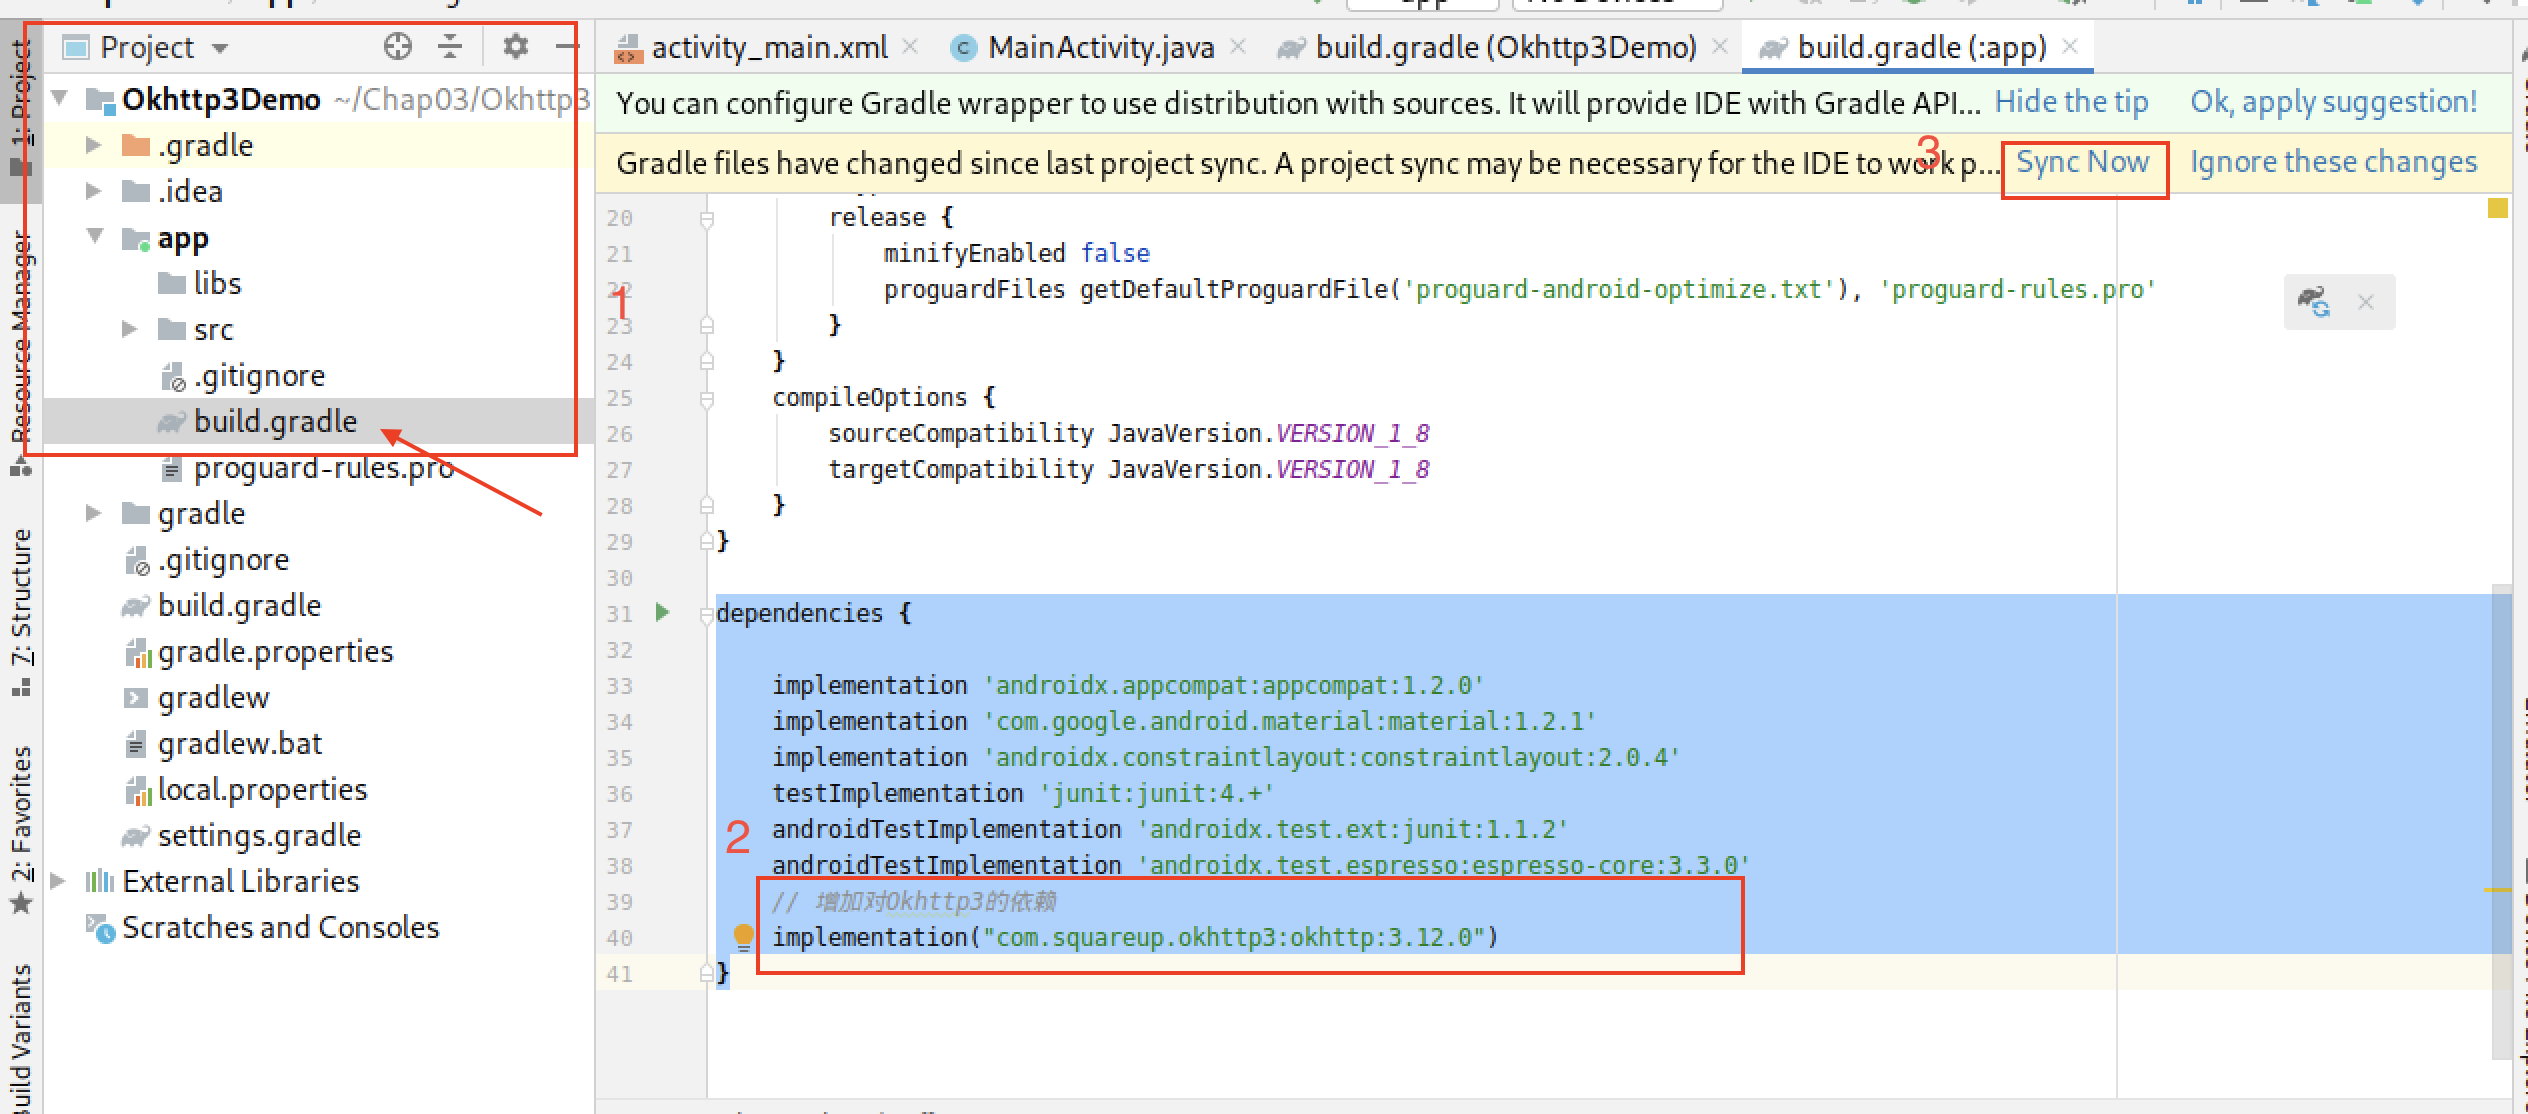 1: Project
Resource Manager
7: Structure
2: Favorites
Build Variants
Project
Okhttp3Demo ~/Chap03/Okhttp3
.gradle
.idea
app
libs
src
.gitignore
build.gradle
proguard-rules.pro
gradle
.gitignore
build.gradle
gradle.properties
gradlew
gradlew.bat
local.properties
settings.gradle
External Libraries
Scratches and Consoles
activity_main.xml MainActivity.java build.gradle (Okhttp3Demo) build.gradle (:app)
You can configure Gradle wrapper to use distribution with sources. It will provide IDE with Gradle API... Hide the tip Ok, apply suggestion!
Gradle files have changed since last project sync. A project sync may be necessary for the IDE to work p... Sync Now Ignore these changes
3
20 release {
21 minifyEnabled false
22 proguardFiles getDefaultProguardFile('proguard-android-optimize.txt'), 'proguard-rules.pro'
1
23 }
24 }
25 compileOptions {
26 sourceCompatibility JavaVersion.VERSION_1_8
27 targetCompatibility JavaVersion.VERSION_1_8
28 }
29 }
30
31 dependencies {
32
33 implementation 'androidx.appcompat:appcompat:1.2.0'
34 implementation 'com.google.android.material:material:1.2.1'
35 implementation 'androidx.constraintlayout:constraintlayout:2.0.4'
36 testImplementation 'junit:junit:4.+'
37 androidTestImplementation 'androidx.test.ext:junit:1.1.2'
2
38 androidTestImplementation 'androidx.test.espresso:espresso-core:3.3.0'
39 // 增加对Okhttp3的依赖
40 implementation("com.squareup.okhttp3:okhttp:3.12.0")
41 }